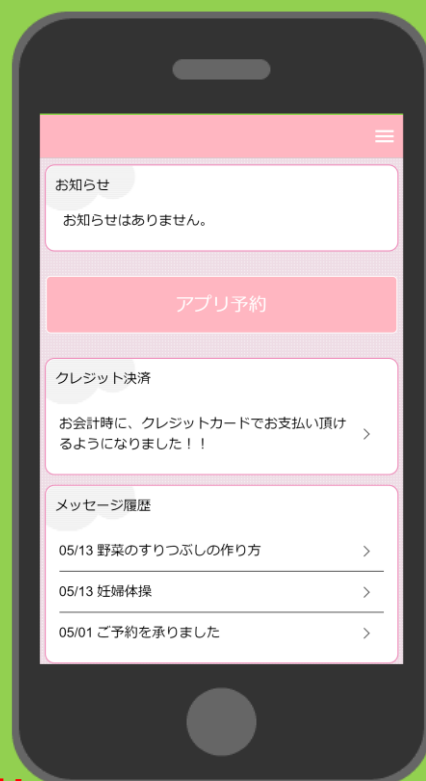 お知らせ
お知らせはありません。
アプリ予約
クレジット決済
お会計時に、クレジットカードでお支払い頂け
るようになりました！！
メッセージ履歴
05/13 野菜のすりつぶしの作り方
05/13 妊婦体操
05/01 ご予約を承りました